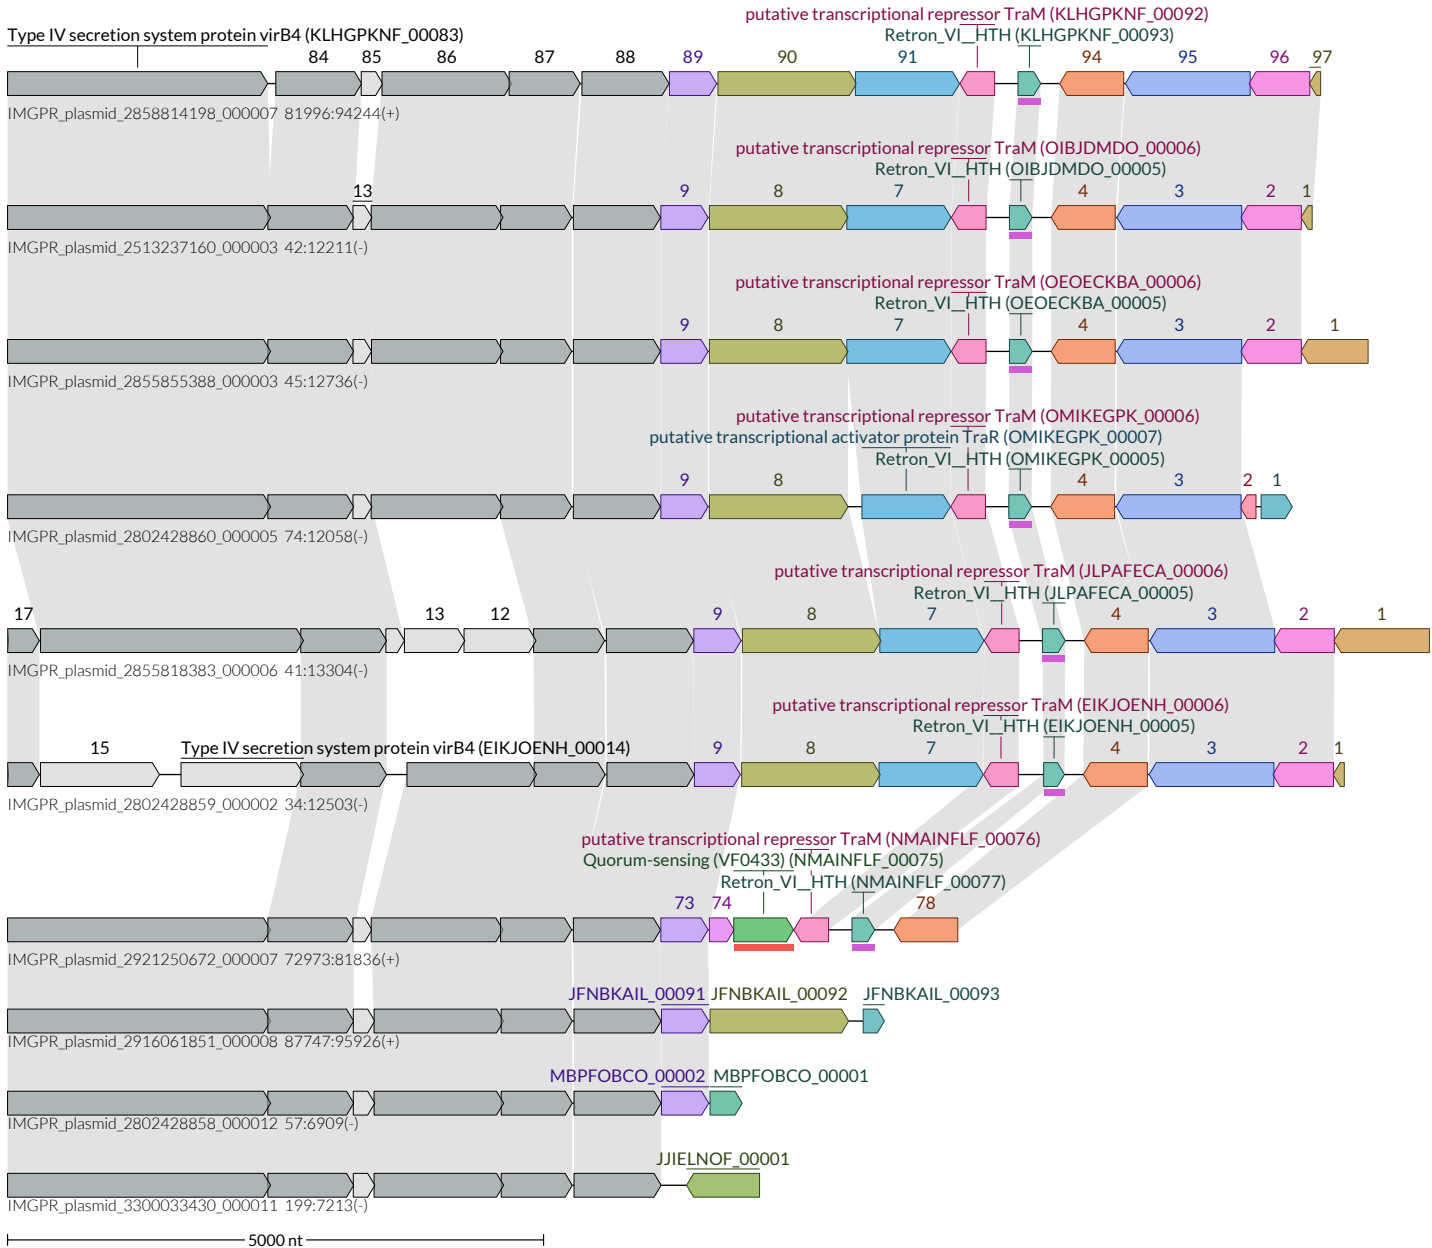 putative transcriptional repressor TraM (KLHGPKNF_00092)
Type IV secretion system protein virB4 (KLHGPKNF_00083) Retron_VI__HTH (KLHGPKNF_00093)
84 85 86 87 88 89 90 91 94 95 96 97
IMGPR_plasmid_2858814198_000007 81996:94244(+)
putative transcriptional repressor TraM (OIBJDMDO_00006)
Retron_VI__HTH (OIBJDMDO_00005)
13 9 8 7 4 3 2 1
IMGPR_plasmid_2513237160_000003 42:12211(-)
putative transcriptional repressor TraM (OEOECKBA_00006)
Retron_VI__HTH (OEOECKBA_00005)
9 8 7 4 3 2 1
IMGPR_plasmid_2855855388_000003 45:12736(-)
putative transcriptional repressor TraM (OMIKEGPK_00006)
putative transcriptional activator protein TraR (OMIKEGPK_00007)
Retron_VI__HTH (OMIKEGPK_00005)
9 8 4 3 2 1
IMGPR_plasmid_2802428860_000005 74:12058(-)
putative transcriptional repressor TraM (JLPAFECA_00006)
Retron_VI__HTH (JLPAFECA_00005)
17 13 12 9 8 7 4 3 2 1
IMGPR_plasmid_2855818383_000006 41:13304(-)
putative transcriptional repressor TraM (EIKJOENH_00006)
Retron_VI__HTH (EIKJOENH_00005)
15 Type IV secretion system protein virB4 (EIKJOENH_00014) 9 8 7 4 3 2 1
IMGPR_plasmid_2802428859_000002 34:12503(-)
putative transcriptional repressor TraM (NMAINFLF_00076)
Quorum-sensing (VF0433) (NMAINFLF_00075)
Retron_VI__HTH (NMAINFLF_00077)
73 74 78
IMGPR_plasmid_2921250672_000007 72973:81836(+)
JFNBKAIL_00091 JFNBKAIL_00092 JFNBKAIL_00093
IMGPR_plasmid_2916061851_000008 87747:95926(+)
MBPFOBCO_00002 MBPFOBCO_00001
IMGPR_plasmid_2802428858_000012 57:6909(-)
JJIELNOF_00001
IMGPR_plasmid_3300033430_000011 199:7213(-)
5000 nt